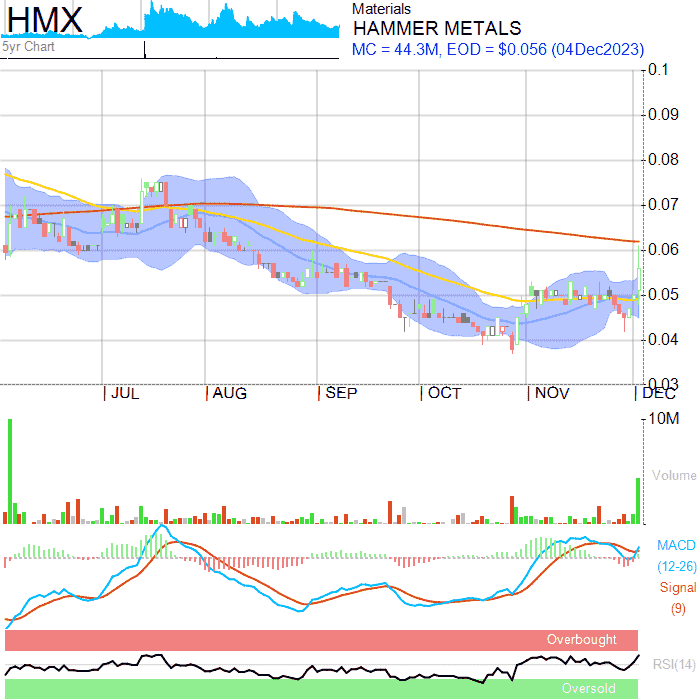 HMX
5yr Chart
Materials
HAMMER METALS
MC = 44.3M, EOD = $0.056 (04Dec2023)
0.1
0.09
0.08
0.07
0.06
0.05
0.04
0.03
JUL
AUG
SEP
OCT
NOV
DEC
10M
Volume
MACD
(12-26)
Signal
(9)
Overbought
RSI(14)
Oversold